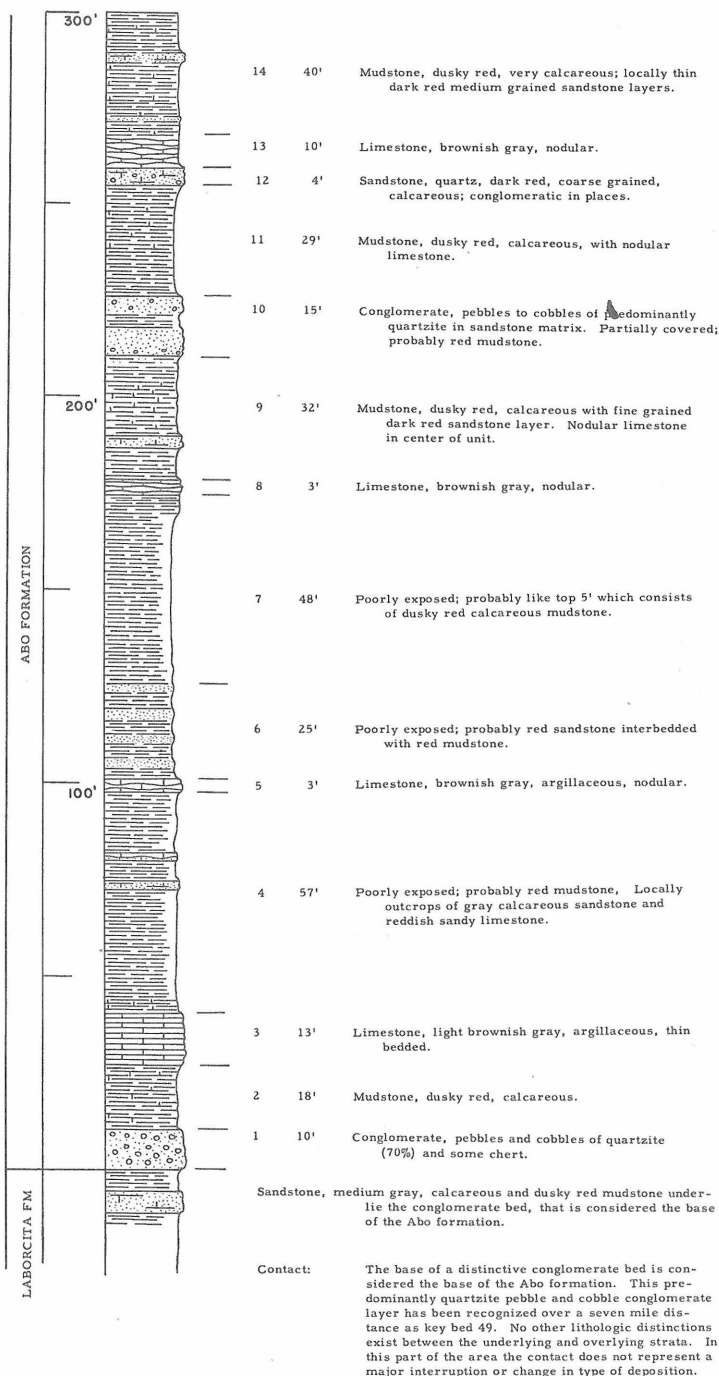 300'
14 40' Mudstone, dusky red, very calcareous; locally thin
dark red medium grained sandstone layers.
13 10' Limestone, brownish gray, nodular.
12 4' Sandstone, quartz, dark red, coarse grained,
calcareous; conglomeratic in places.
11 29' Mudstone, dusky red, calcareous, with nodular
limestone.
10 15' Conglomerate, pebbles to cobbles of predominantly
quartzite in sandstone matrix. Partially covered;
probably red mudstone.
200'
9 32' Mudstone, dusky red, calcareous with fine grained
dark red sandstone layer. Nodular limestone
in center of unit.
8 3' Limestone, brownish gray, nodular.
ABO FORMATION
7 48' Poorly exposed; probably like top 5' which consists
of dusky red calcareous mudstone.
6 25' Poorly exposed; probably red sandstone interbedded
with red mudstone.
100'
5 3' Limestone, brownish gray, argillaceous, nodular.
4 57' Poorly exposed; probably red mudstone, Locally
outcrops of gray calcareous sandstone and
reddish sandy limestone.
3 13' Limestone, light brownish gray, argillaceous, thin
bedded.
2 18' Mudstone, dusky red, calcareous.
1 10' Conglomerate, pebbles and cobbles of quartzite
(70%) and some chert.
LABORCITA FM
Sandstone, medium gray, calcareous and dusky red mudstone under-
lie the conglomerate bed, that is considered the base
of the Abo formation.
Contact: The base of a distinctive conglomerate bed is con-
sidered the base of the Abo formation. This pre-
dominantly quartzite pebble and cobble conglomerate
layer has been recognized over a seven mile dis-
tance as key bed 49. No other lithologic distinctions
exist between the underlying and overlying strata. In
this part of the area the contact does not represent a
major interruption or change in type of deposition.